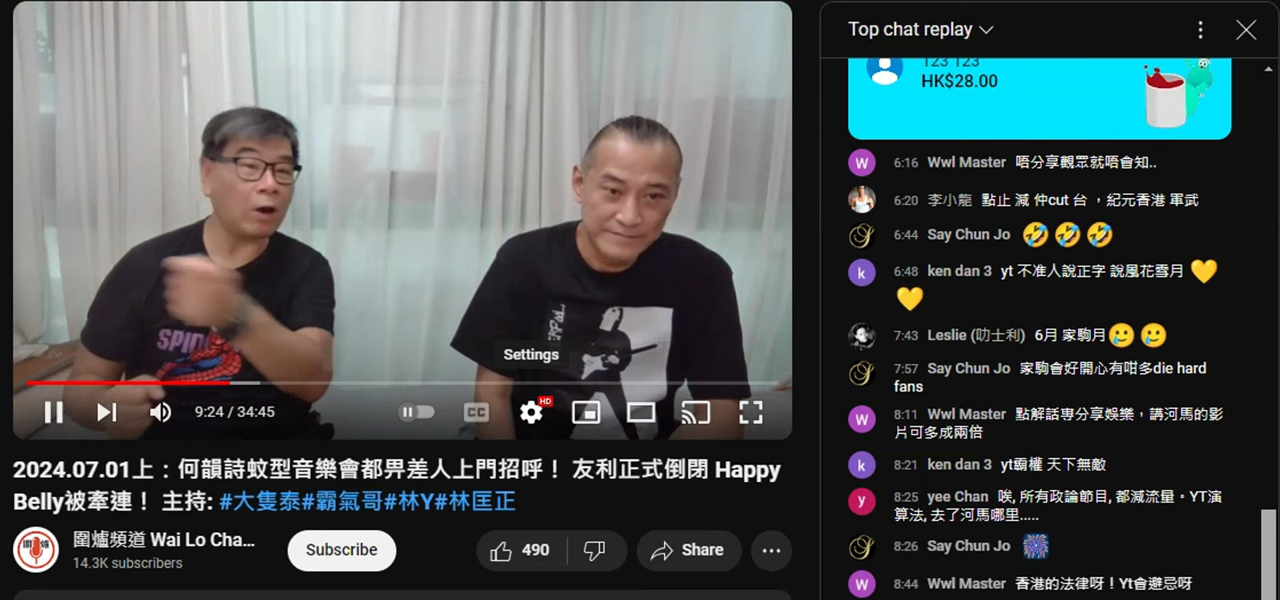 Top chat replay
123 123
HK$28.00
6:16 Wwl Master 唔分享觀眾就唔會知..
6:20 李小龍 點止 減 仲cut 台 ，紀元香港 軍武
6:44 Say Chun Jo 🤣🤣🤣
6:48 ken dan 3 yt 不准人說正字 說風花雪月 💛
💛
7:43 Leslie (叻士利) 6月 家駒月🥲🥲
7:57 Say Chun Jo 家駒會好開心有咁多die hard
fans
8:11 Wwl Master 點解話專分享娛樂，講河馬的影
片可多成兩倍
8:21 ken dan 3 yt霸權 天下無敵
8:25 yee Chan 唉, 所有政論節目, 都減流量。YT演
算法, 去了河馬哪里.....
8:26 Say Chun Jo 🎆
8:44 Wwl Master 香港的法律呀！Yt會避忌呀
SPID
Settings
9:24 / 34:45
CC
HD
2024.07.01上：何韻詩蚊型音樂會都畀差人上門招呼！ 友利正式倒閉 Happy
Belly被牽連！ 主持: #大隻泰#霸氣哥#林Y#林匡正
圍爐頻道 Wai Lo Cha...
14.3K subscribers
Subscribe
490
Share